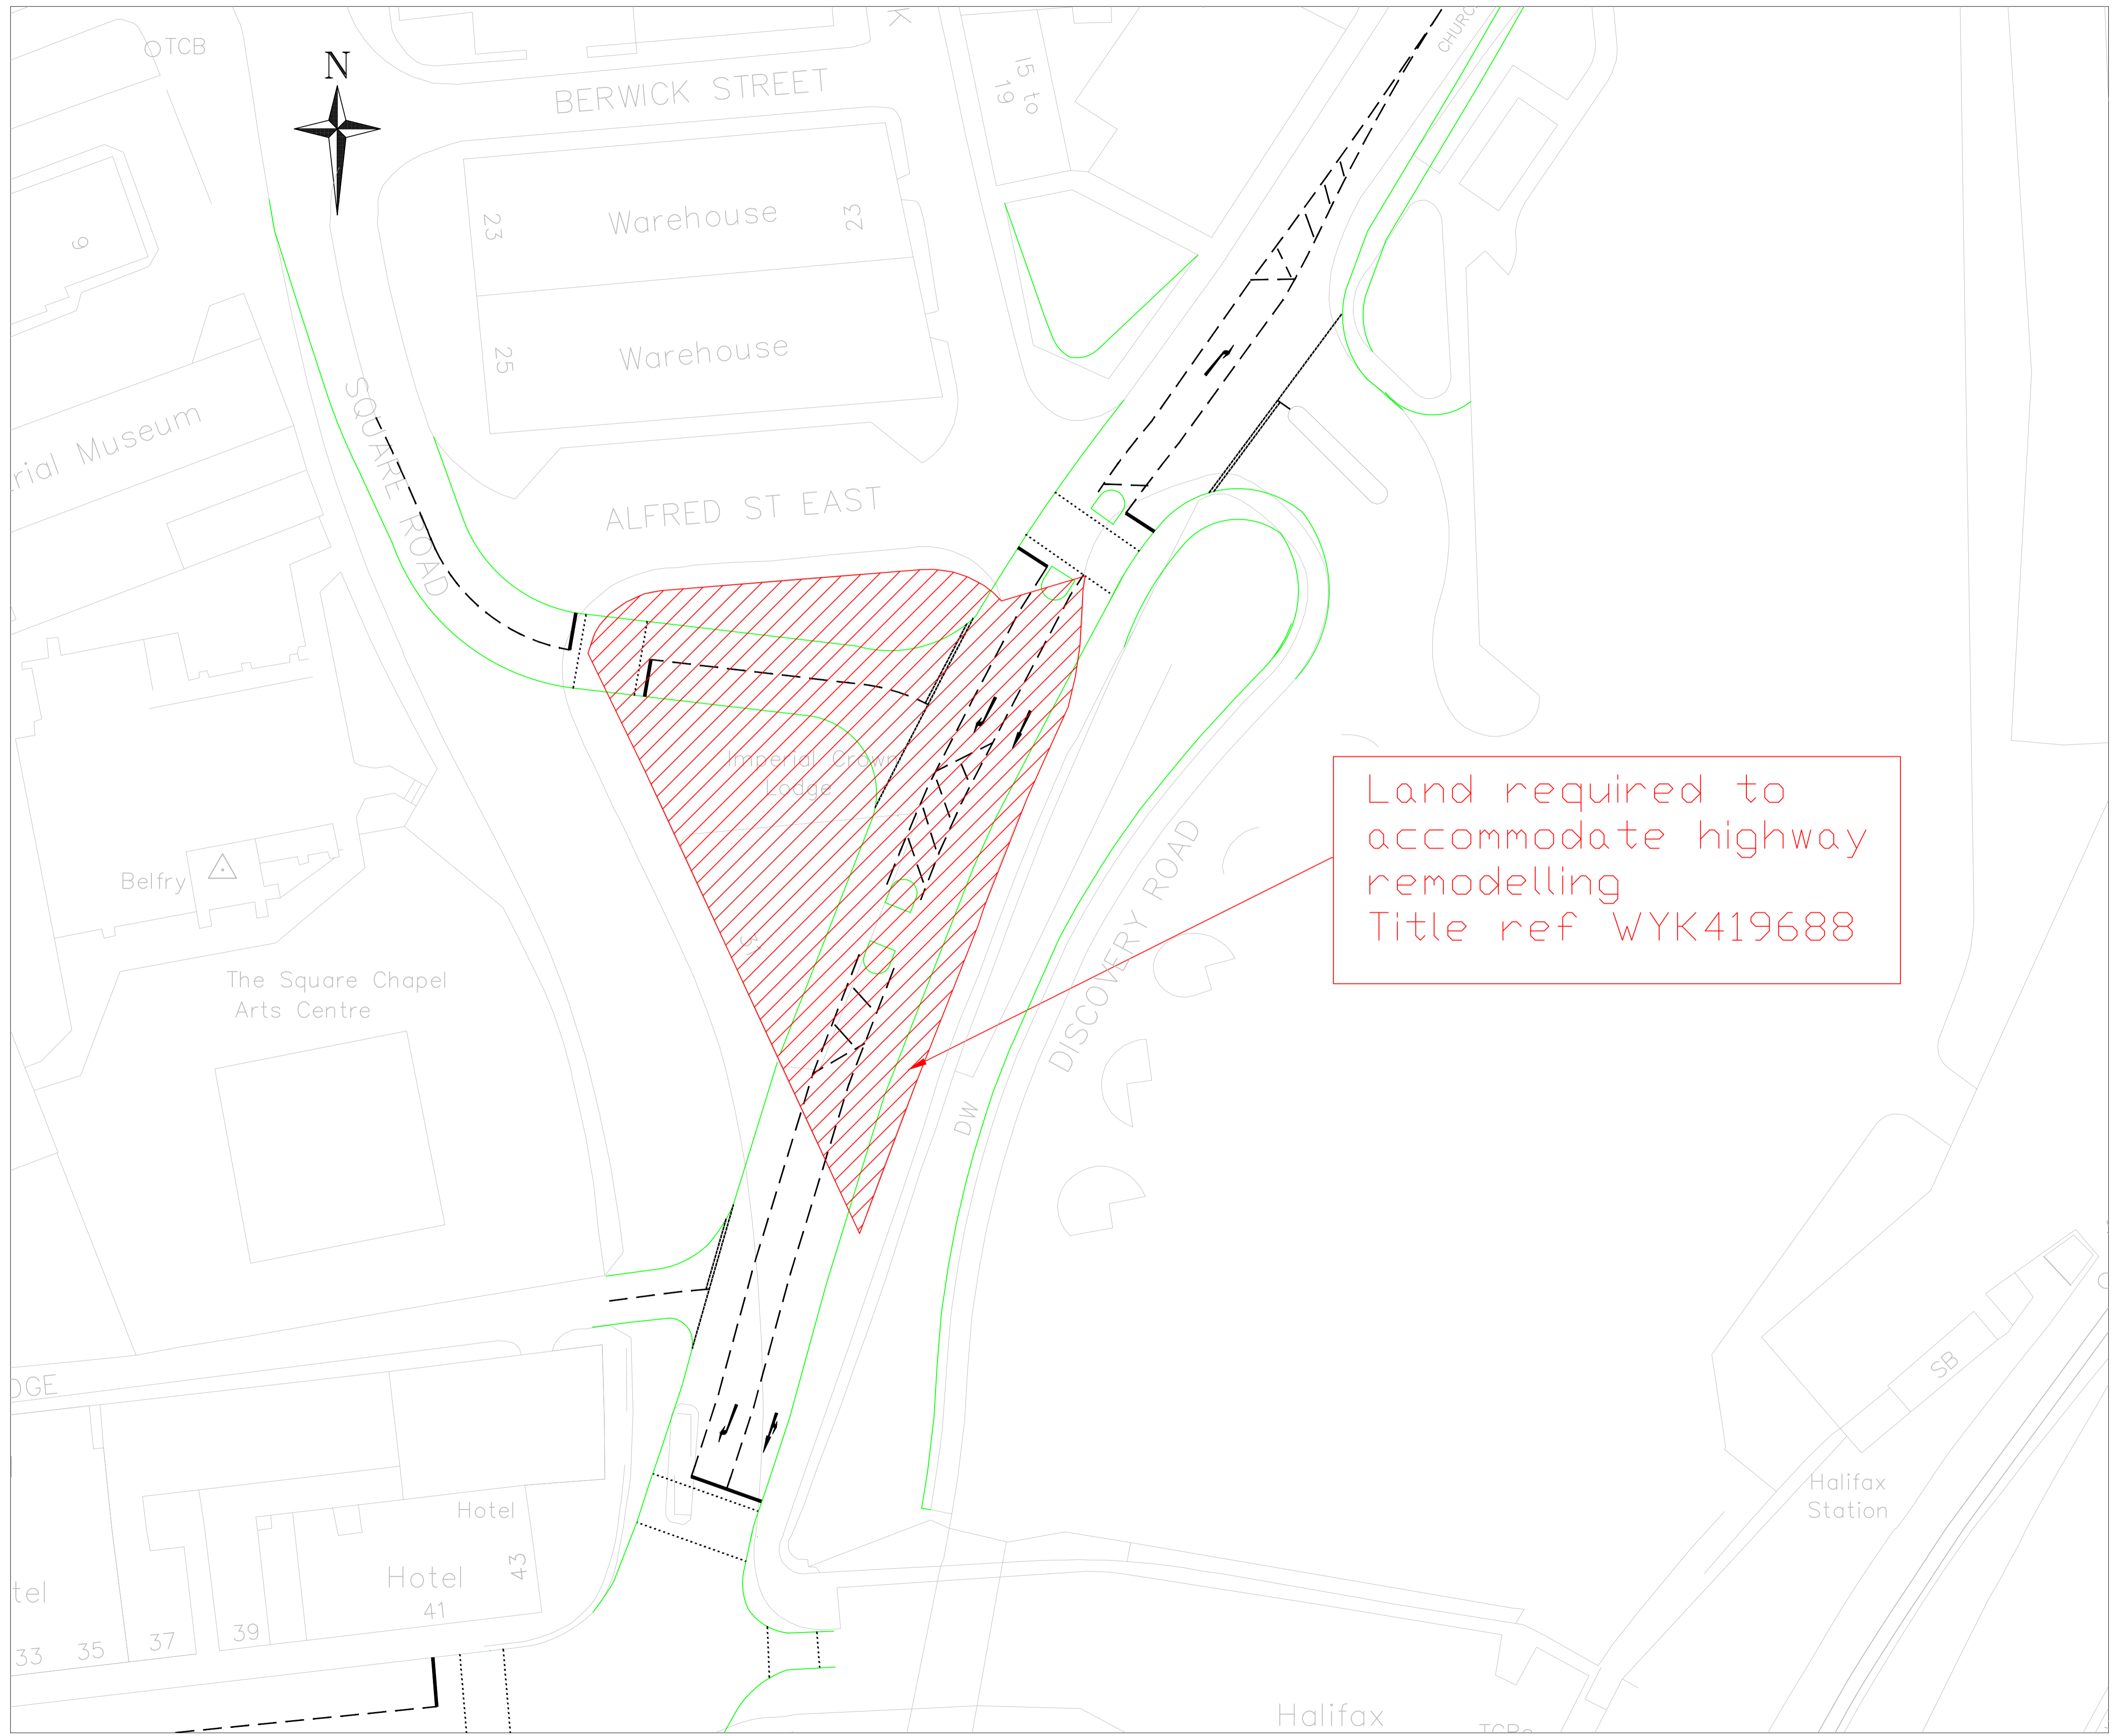 TCB
N
BERWICK STREET
15 to
19
K
23
Warehouse
23
25
Warehouse
9
rial Museum
SQUARE ROAD
ALFRED ST EAST
Imperial Crown
Lodge
Belfry
The Square Chapel
Arts Centre
DISCOVERY ROAD
DW
Land required to
accommodate highway
remodelling
Title ref WYK419688
SB
Halifax
Station
Hotel
Hotel
41
43
tel
33
35
37
39
Halifax